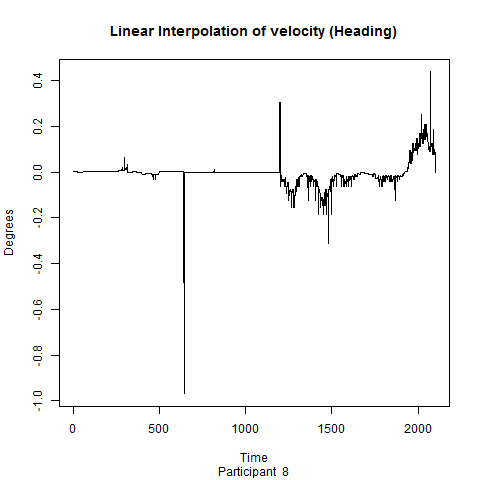 Linear Interpolation of velocity (Heading)
0.4
0.2
0.0
-0.2
-0.4
-0.6
-0.8
-1.0
Degrees
0 500 1000 1500 2000
Time
Participant 8